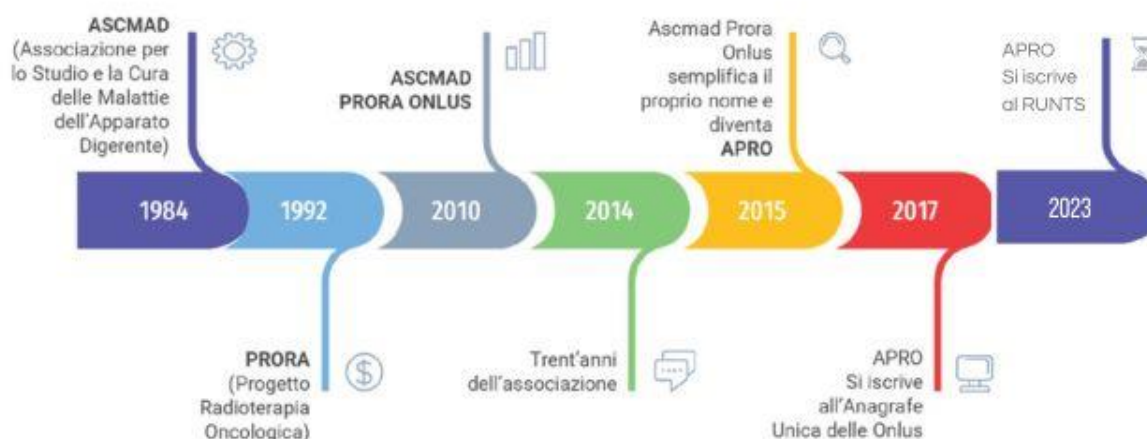 ASCMAD
(Associazione per
lo Studio e la Cura
delle Malattie
dell'Apparato
Digerente)
ASCMAD
PRORA ONLUS
Ascmad Prora
Onlus
semplifica il
proprio nome e
diventa
APRO
APRO
Si iscrive
al RUNTS
1984
1992
2010
2014
2015
2017
2023
PRORA
(Progetto
Radioterapia
Oncologica)
$
Trent'anni
dell'associazione
APRO
Si iscrive
all'Anagrafe
Unica delle Onlus